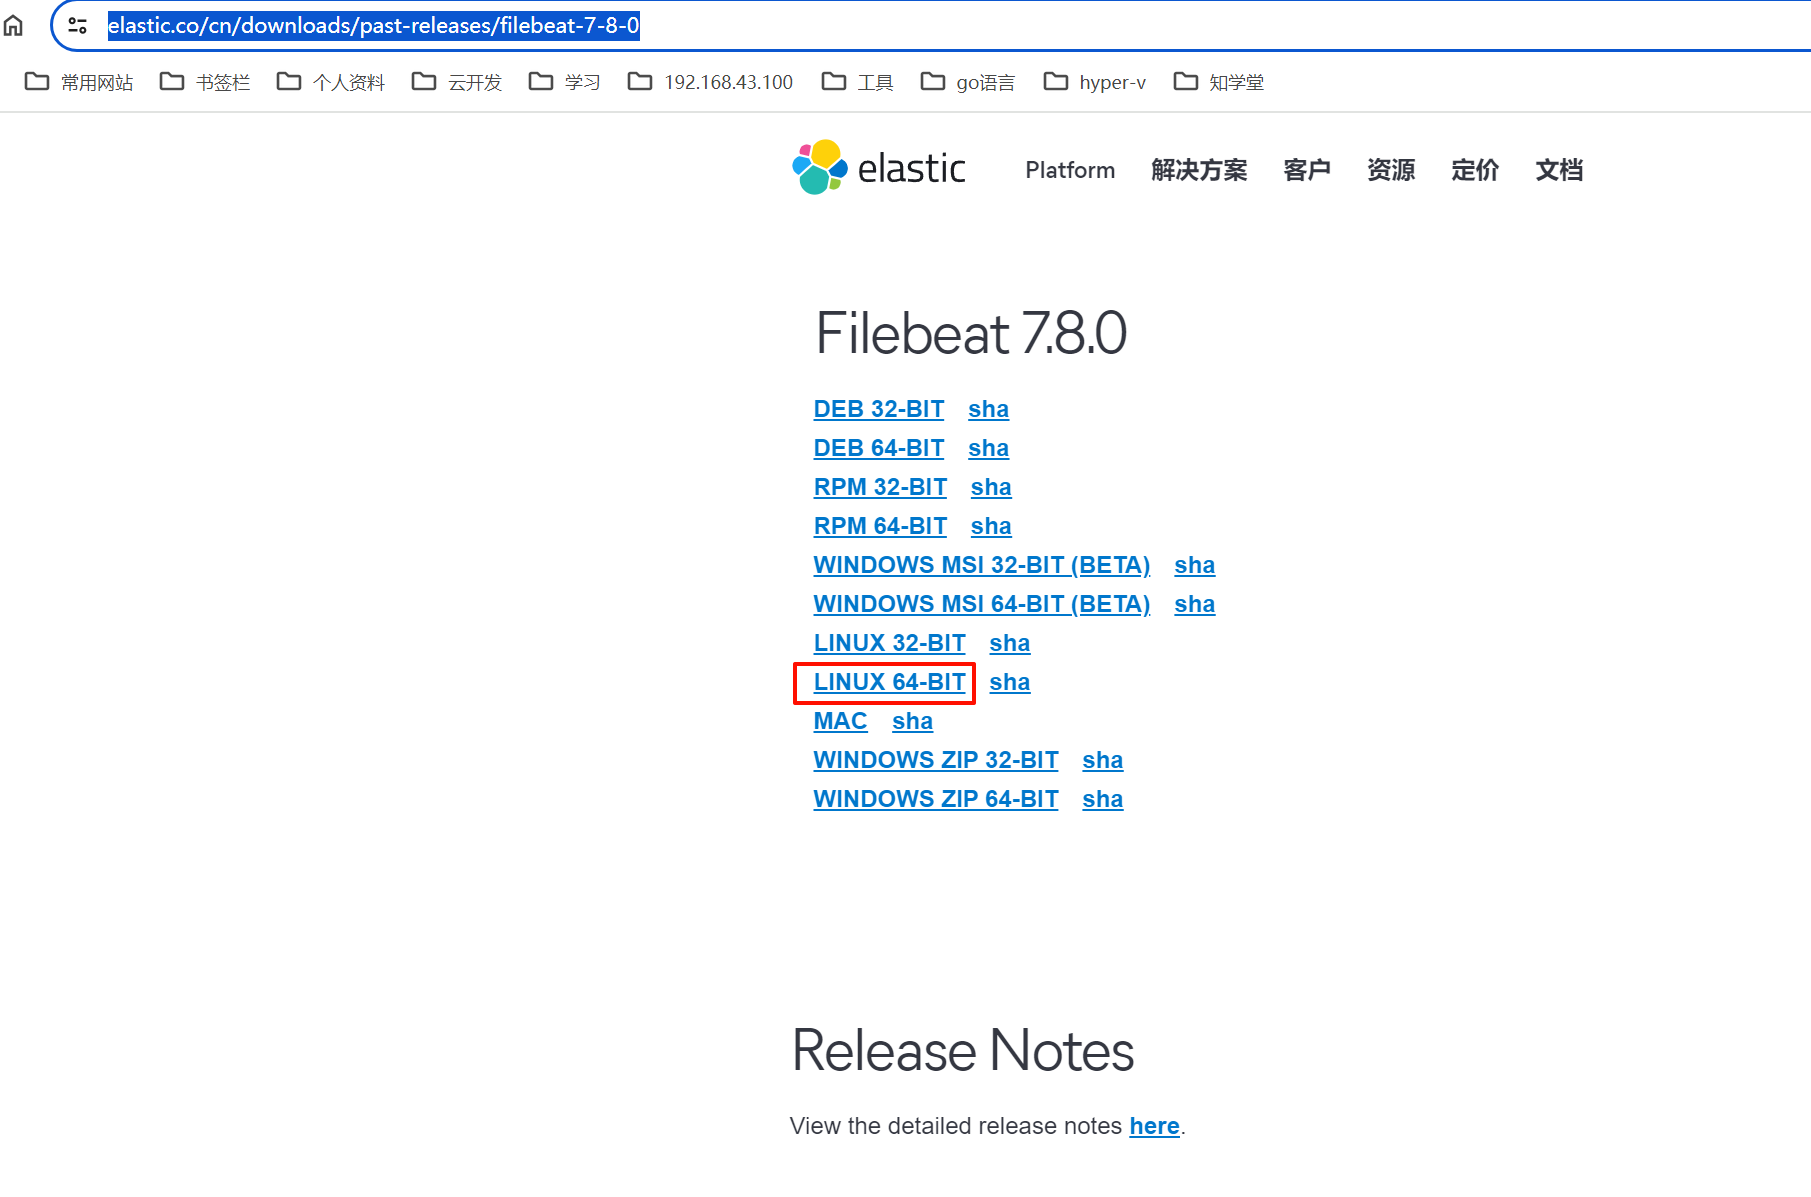 elastic.co/cn/downloads/past-releases/filebeat-7-8-0
常用网站 书签栏 个人资料 云开发 学习 192.168.43.100 工具 go语言 hyper-v 知学堂
elastic Platform 解决方案 客户 资源 定价 文档
Filebeat 7.8.0
DEB 32-BIT sha
DEB 64-BIT sha
RPM 32-BIT sha
RPM 64-BIT sha
WINDOWS MSI 32-BIT (BETA) sha
WINDOWS MSI 64-BIT (BETA) sha
LINUX 32-BIT sha
LINUX 64-BIT sha
MAC sha
WINDOWS ZIP 32-BIT sha
WINDOWS ZIP 64-BIT sha
Release Notes
View the detailed release notes here.